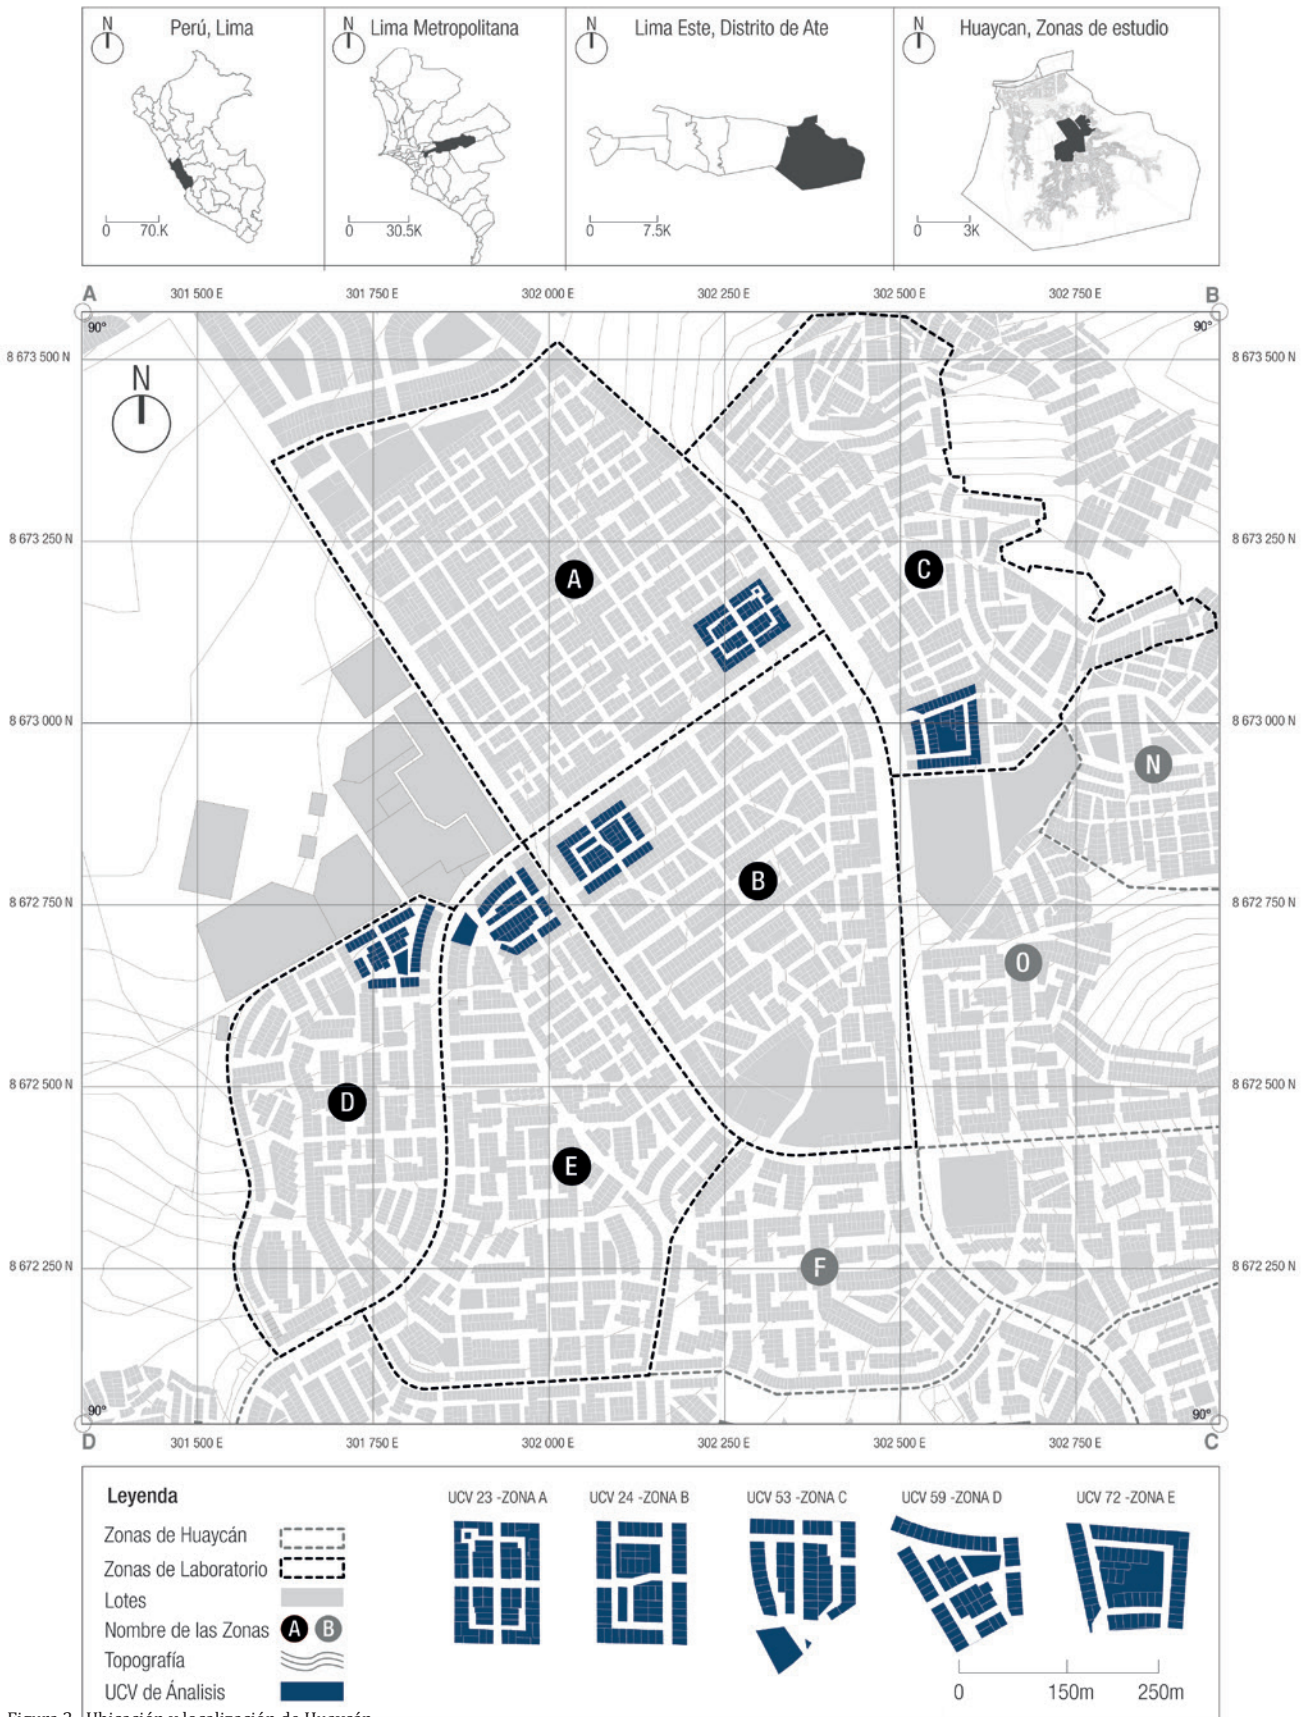 N Perú, Lima
0 70.K
N Lima Metropolitana
0 30.5K
N Lima Este, Distrito de Ate
0 7.5K
N Huaycan, Zonas de estudio
0 3K
A 301 500 E 301 750 E 302 000 E 302 250 E 302 500 E 302 750 E B
90° 90°
8 673 500 N 8 673 500 N
N
8 673 250 N 8 673 250 N
A
C
8 673 000 N 8 673 000 N
N
B
8 672 750 N 8 672 750 N
O
8 672 500 N 8 672 500 N
D
E
8 672 250 N 8 672 250 N
F
90° 90°
D 301 500 E 301 750 E 302 000 E 302 250 E 302 500 E 302 750 E C
Leyenda
Zonas de Huaycán
Zonas de Laboratorio
Lotes
Nombre de las Zonas A B
Topografía
UCV de Ánalisis
UCV 23 -ZONA A
UCV 24 -ZONA B
UCV 53 -ZONA C
UCV 59 -ZONA D
UCV 72 -ZONA E
0 150m 250m